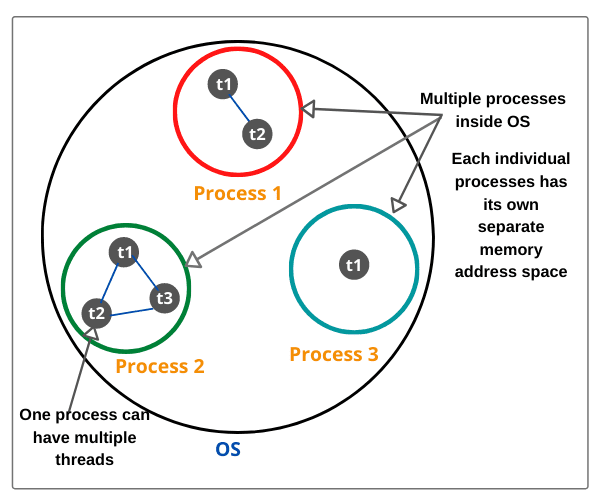 t1
t2
Process 1
Multiple processes
inside OS
Each individual
processes has
its own
separate
memory
address space
t1
t2
t3
Process 2
t1
Process 3
One process can
have multiple
threads
OS